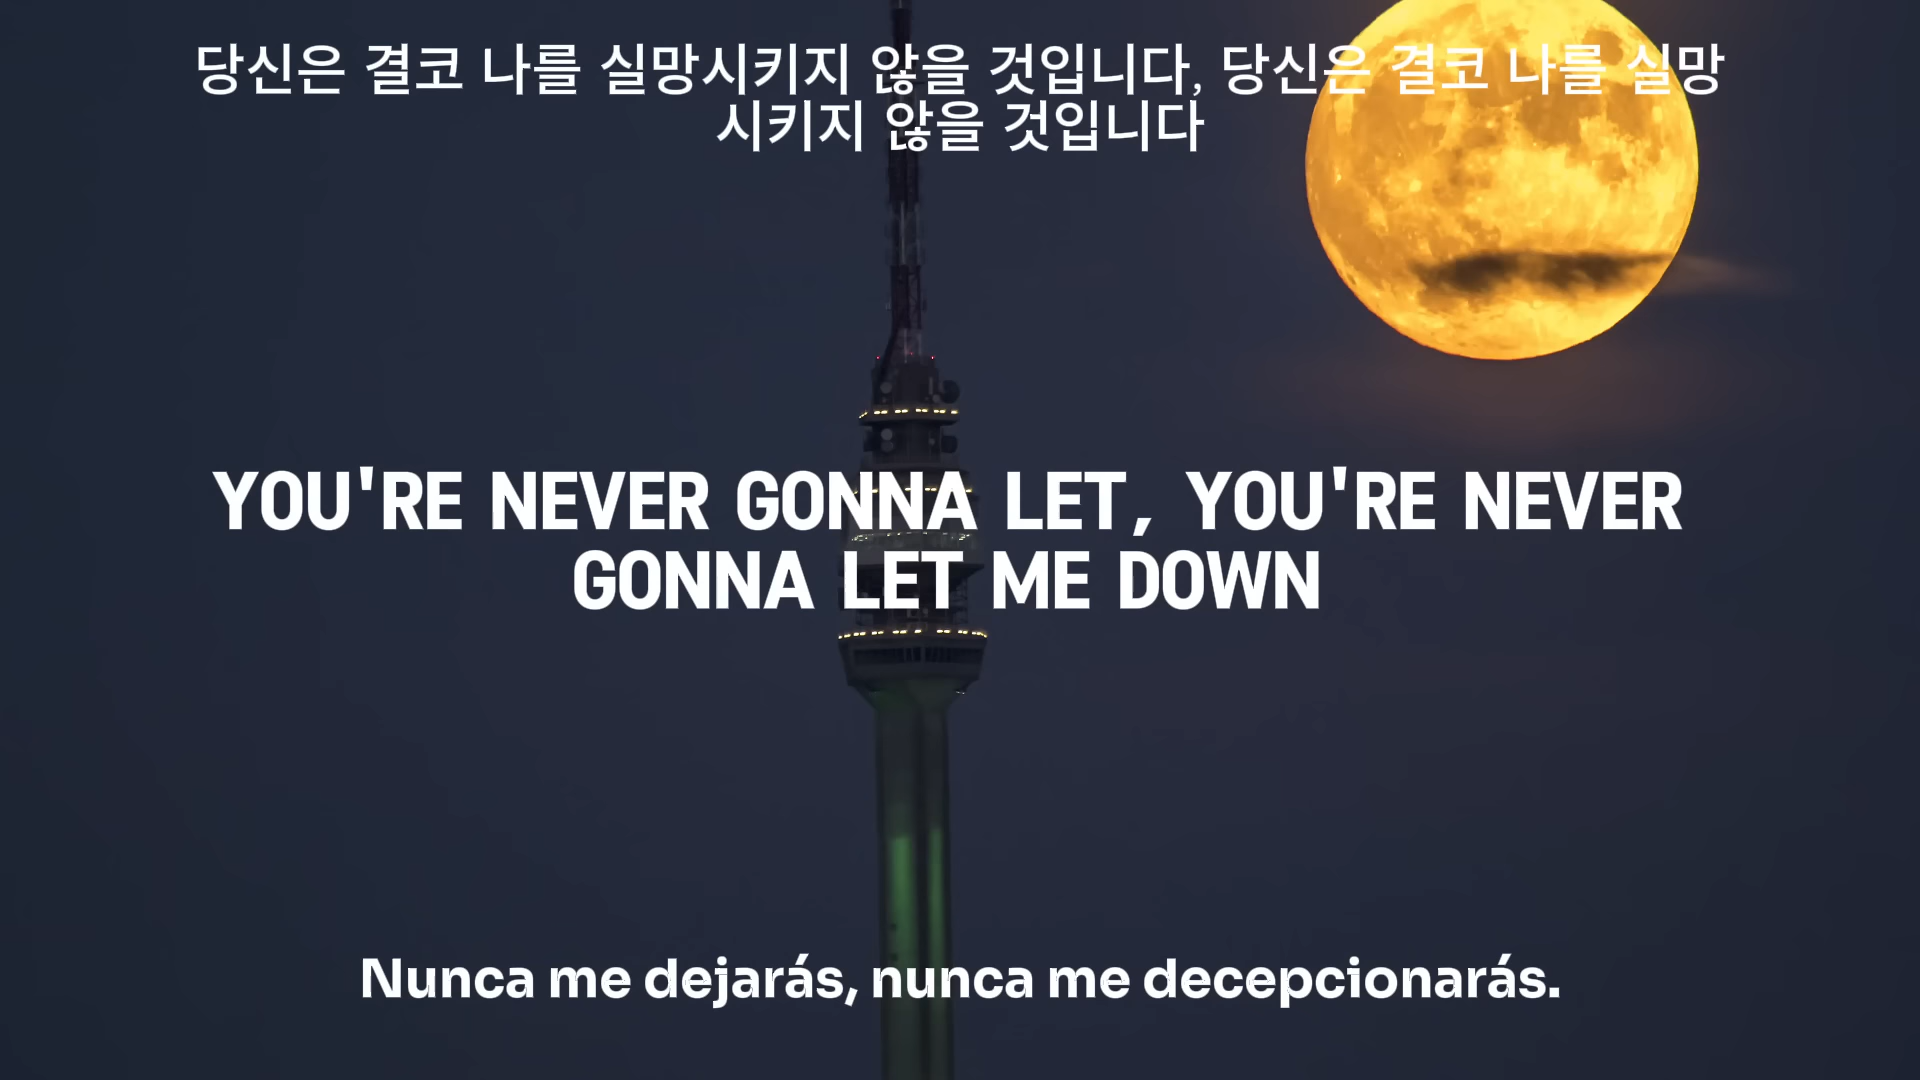 당신은 결코 나를 실망시키지 않을 것입니다, 당신은 결코 나를 실망
시키지 않을 것입니다
YOU'RE NEVER GONNA LET, YOU'RE NEVER
GONNA LET ME DOWN
Nunca me dejarás, nunca me decepcionarás.